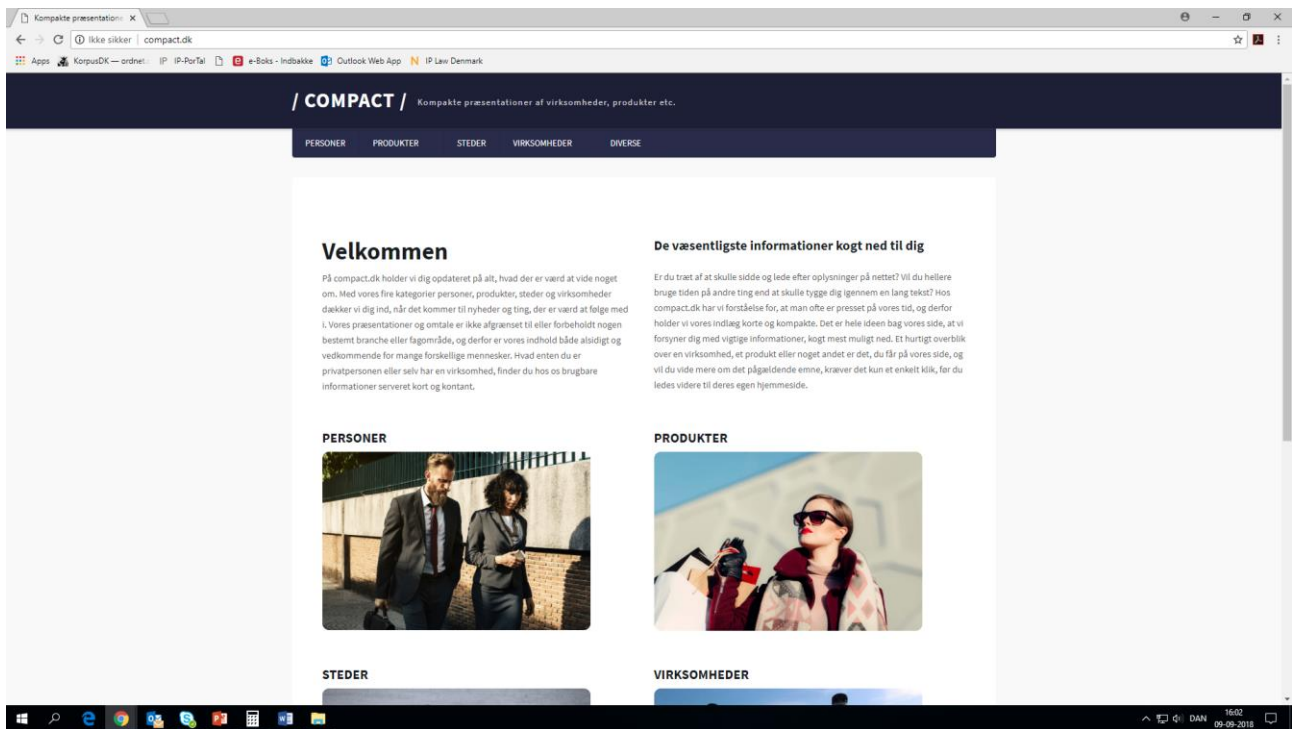 Kompakte præsentation
Ikke sikker | compact.dk
Apps KorpusDK — ordnet. IP IP-PorTal e-Boks - Indbakke Outlook Web App IP Law Denmark
/ COMPACT / Kompakte præsentationer af virksomheder, produkter etc.
PERSONER PRODUKTER STEDER VIRKSOMHEDER DIVERSE
Velkommen
På compact.dk holder vi dig opdateret på alt, hvad der er værd at vide noget
om. Med vores fire kategorier personer, produkter, steder og virksomheder
dækker vi dig ind, når det kommer til nyheder og ting, der er værd at følge med
i. Vores præsentationer og omtale er ikke afgrænset til eller forbeholdt nogen
bestemt branche eller fagområde, og derfor er vores indhold både alsidigt og
vedkommende for mange forskellige mennesker. Hvad enten du er
privatpersonen eller selv har en virksomhed, finder du hos os brugbare
informationer serveret kort og kontant.
De væsentligste informationer kogt ned til dig
Er du træt af at skulle sidde og lede efter oplysninger på nettet? Vil du hellere
bruge tiden på andre ting end at skulle tygge dig igennem en lang tekst? Hos
compact.dk har vi forståelse for, at man ofte er presset på vores tid, og derfor
holder vi vores indlæg korte og kompakte. Det er hele ideen bag vores side, at vi
forsyner dig med vigtige informationer, kogt mest muligt ned. Et hurtigt overblik
over en virksomhed, et produkt eller noget andet er det, du får på vores side, og
vil du vide mere om det pågældende emne, kræver det kun et enkelt klik, før du
ledes videre til deres egen hjemmeside.
PERSONER
PRODUKTER
STEDER
VIRKSOMHEDER
DAN
16:02
09-09-2018